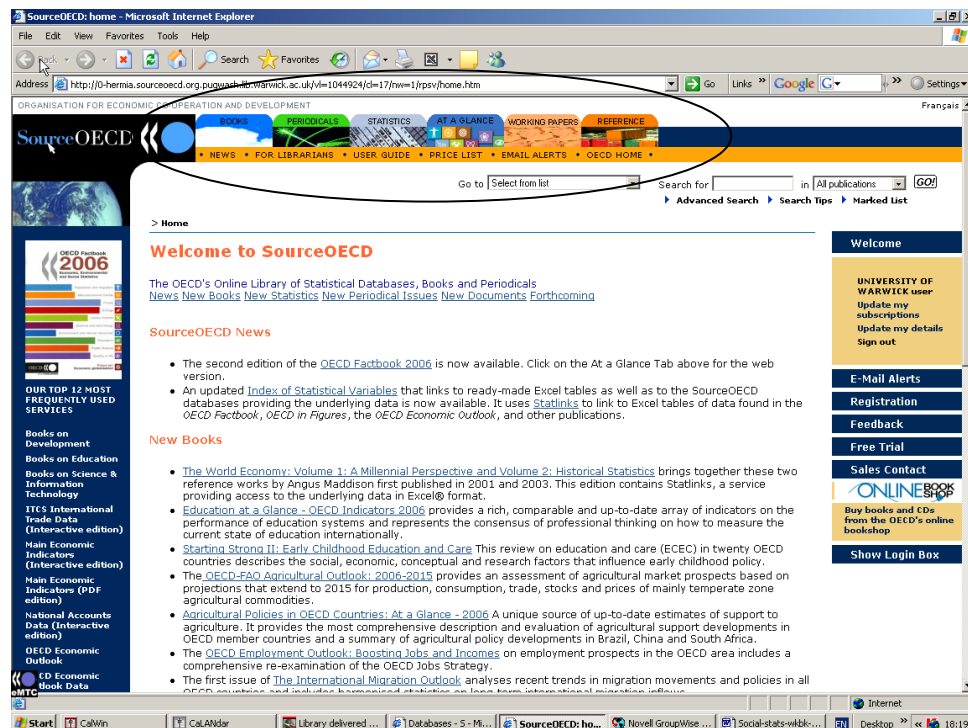 SourceOECD: home - Microsoft Internet Explorer
File Edit View Favorites Tools Help
Back Search Favorites
Address http://0-hermia.sourceoecd.org.pugwash.lib.warwick.ac.uk/vl=1044924/cl=17/nw=1/rpsv/home.htm Go Links » Google G » Settings
ORGANISATION FOR ECONOMIC CO-OPERATION AND DEVELOPMENT Français
SourceOECD
BOOKS PERIODICALS STATISTICS AT A GLANCE WORKING PAPERS REFERENCE
• NEWS • FOR LIBRARIANS • USER GUIDE • PRICE LIST • EMAIL ALERTS • OECD HOME •
Go to Select from list Search for in All publications GO!
Advanced Search Search Tips Marked List
> Home
Welcome to SourceOECD
The OECD's Online Library of Statistical Databases, Books and Periodicals
News New Books New Statistics New Periodical Issues New Documents Forthcoming
SourceOECD News
• The second edition of the OECD Factbook 2006 is now available. Click on the At a Glance Tab above for the web
version.
• An updated Index of Statistical Variables that links to ready-made Excel tables as well as to the SourceOECD
databases providing the underlying data is now available. It uses Statlinks to link to Excel tables of data found in the
OECD Factbook, OECD in Figures, the OECD Economic Outlook, and other publications.
New Books
• The World Economy: Volume 1: A Millennial Perspective and Volume 2: Historical Statistics brings together these two
reference works by Angus Maddison first published in 2001 and 2003. This edition contains Statlinks, a service
providing access to the underlying data in Excel® format.
• Education at a Glance - OECD Indicators 2006 provides a rich, comparable and up-to-date array of indicators on the
performance of education systems and represents the consensus of professional thinking on how to measure the
current state of education internationally.
• Starting Strong II: Early Childhood Education and Care This review on education and care (ECEC) in twenty OECD
countries describes the social, economic, conceptual and research factors that influence early childhood policy.
• The OECD-FAO Agricultural Outlook: 2006-2015 provides an assessment of agricultural market prospects based on
projections that extend to 2015 for production, consumption, trade, stocks and prices of mainly temperate zone
agricultural commodities.
• Agricultural Policies in OECD Countries: At a Glance - 2006 A unique source of up-to-date estimates of support to
agriculture. It provides the most comprehensive description and evaluation of agricultural support developments in
OECD member countries and a summary of agricultural policy developments in Brazil, China and South Africa.
• The OECD Employment Outlook: Boosting Jobs and Incomes on employment prospects in the OECD area includes a
comprehensive re-examination of the OECD Jobs Strategy.
• The first issue of The International Migration Outlook analyses recent trends in migration movements and policies in all
OECD countries and includes harmonised statistics on long-term international migration inflows.
OECD Factbook
2006
Economic, Environmental
and Social Statistics
OUR TOP 12 MOST
FREQUENTLY USED
SERVICES
Books on
Development
Books on Education
Books on Science &
Information
Technology
ITCS International
Trade Data
(Interactive edition)
Main Economic
Indicators
(Interactive edition)
Main Economic
Indicators (PDF
edition)
National Accounts
Data (Interactive
edition)
OECD Economic
Outlook
OECD Economic
Outlook Data
eMTC
Welcome
UNIVERSITY OF
WARWICK user
Update my
subscriptions
Update my details
Sign out
E-Mail Alerts
Registration
Feedback
Free Trial
Sales Contact
ONLINE BOOKSHOP
Buy books and CDs
from the OECD's online
bookshop
Show Login Box
Internet
Start CalWin CaLANdar Library delivered ... Databases - S - Mi... SourceOECD: ho... Novell GroupWise ... Social-stats-wkbk-... EN Desktop » « 18:19